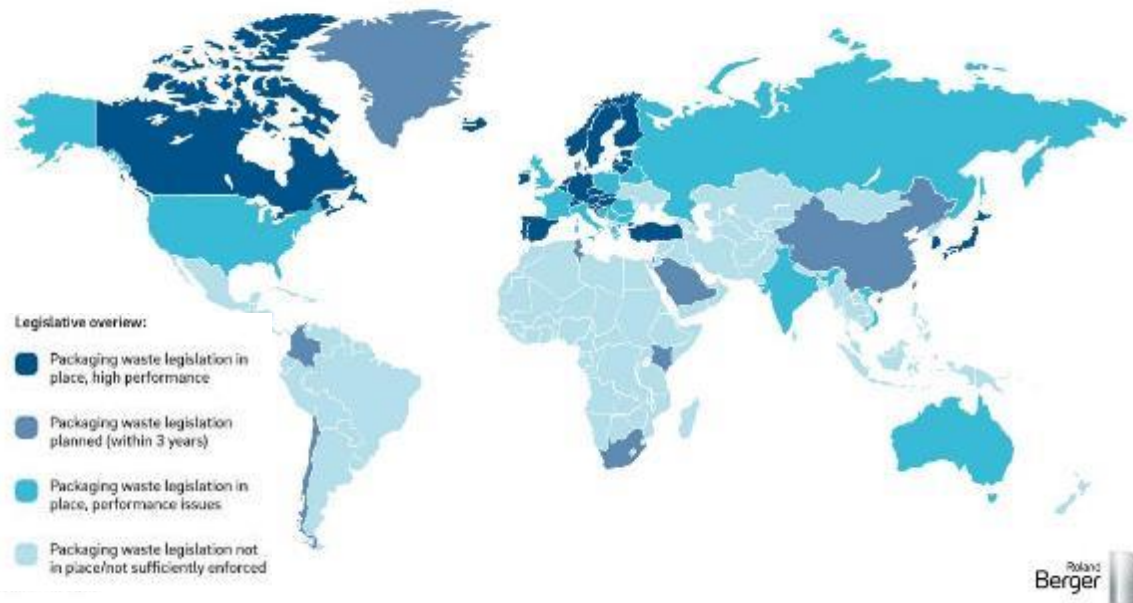 Legislative overiew:
Packaging waste legislation in
place, high performance
Packaging waste legislation
planned (within 3 years)
Packaging waste legislation in
place, performance issues
Packaging waste legislation not
in place/not sufficiently enforced
Roland
Berger